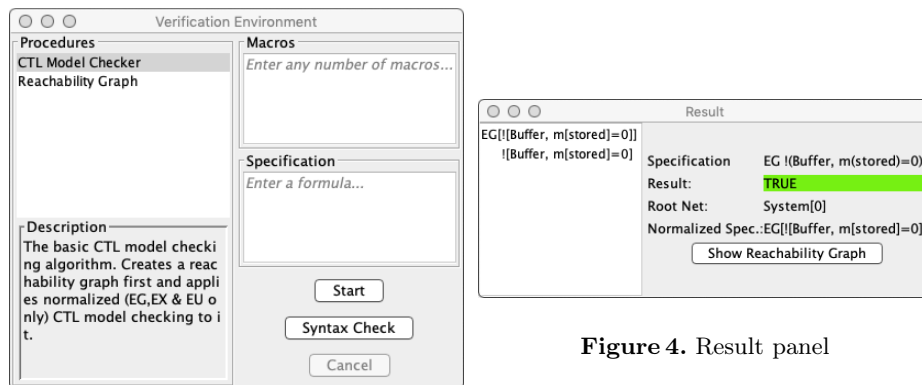 Verification Environment
Procedures
CTL Model Checker
Reachability Graph
Description
The basic CTL model checki
ng algorithm. Creates a reac
hability graph first and appli
es normalized (EG,EX & EU o
nly) CTL model checking to i
t.
Macros
Enter any number of macros...
Specification
Enter a formula...
Start
Syntax Check
Cancel
Result
EG[![Buffer, m[stored]=0]]
![Buffer, m[stored]=0]
Specification EG !(Buffer, m(stored)=0)
Result: TRUE
Root Net: System[0]
Normalized Spec.:EG[![Buffer, m[stored]=0]
Show Reachability Graph
Figure 4. Result panel